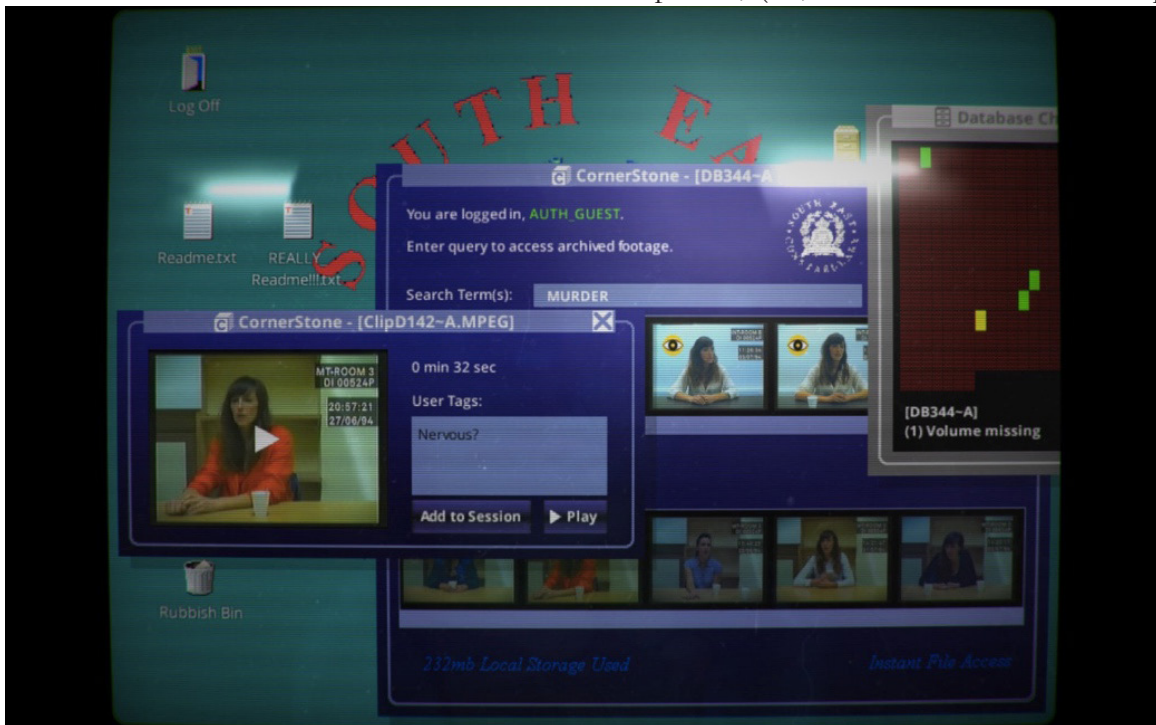 Log Off
SOUTH EA
Database Ch
CornerStone - [DB344~A
You are logged in, AUTH_GUEST.
SOUTH EAST CONSTABULARY
Enter query to access archived footage.
Readme.txt
REALLY
Readme!!!.txt
Search Term(s): MURDER
CornerStone - [ClipD142~A.MPEG]
MT-ROOM 3
DI 00524P
20:57:21
27/06/94
0 min 32 sec
User Tags:
Nervous?
Add to Session
Play
[DB344~A]
(1) Volume missing
Rubbish Bin
232mb Local Storage Used
Instant File Access